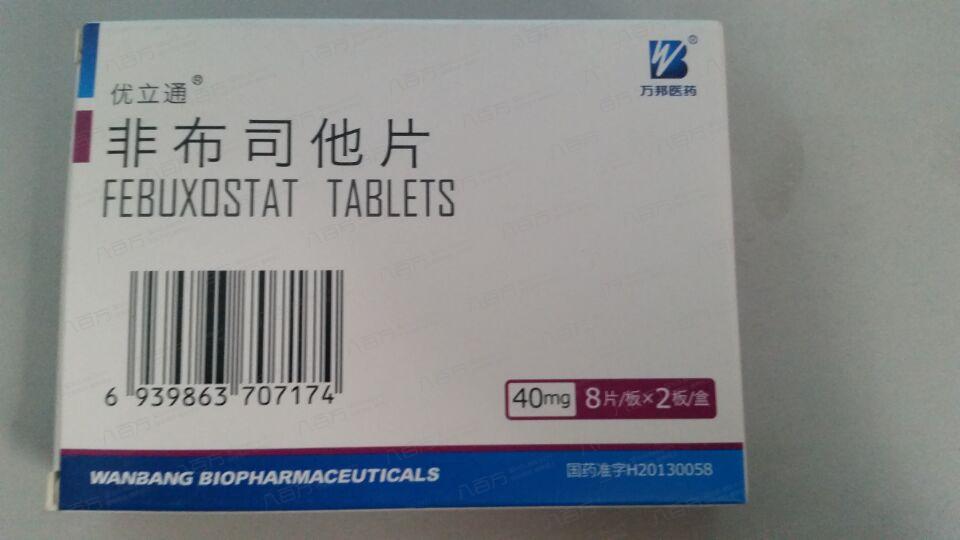 优立通®
万邦医药®
非布司他片
FEBUXOSTAT TABLETS
6 939863 707174
40mg 8片/板×2板/盒
WANBANG BIOPHARMACEUTICALS
国药准字H20130058